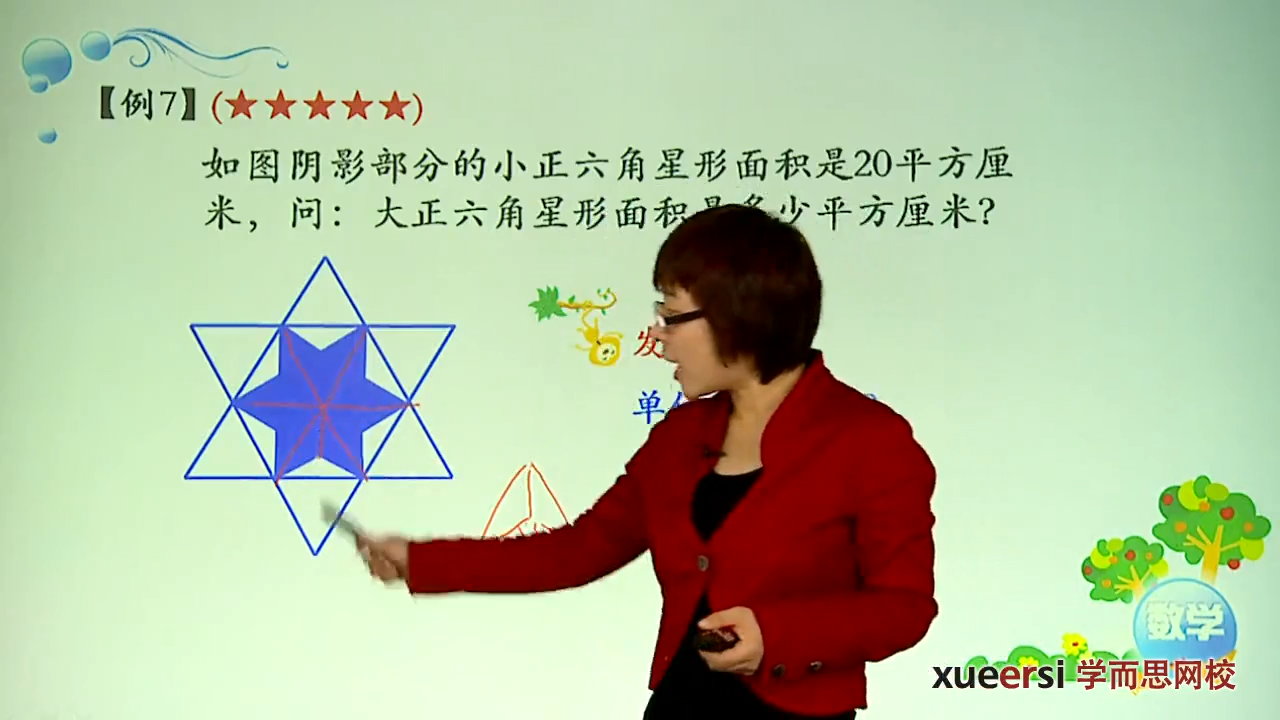 【例7】(★★★★★)
如图阴影部分的小正六角星形面积是20平方厘
米，问：大正六角星形面积是多少平方厘米？
发
单
数学
xueersi 学而思网校